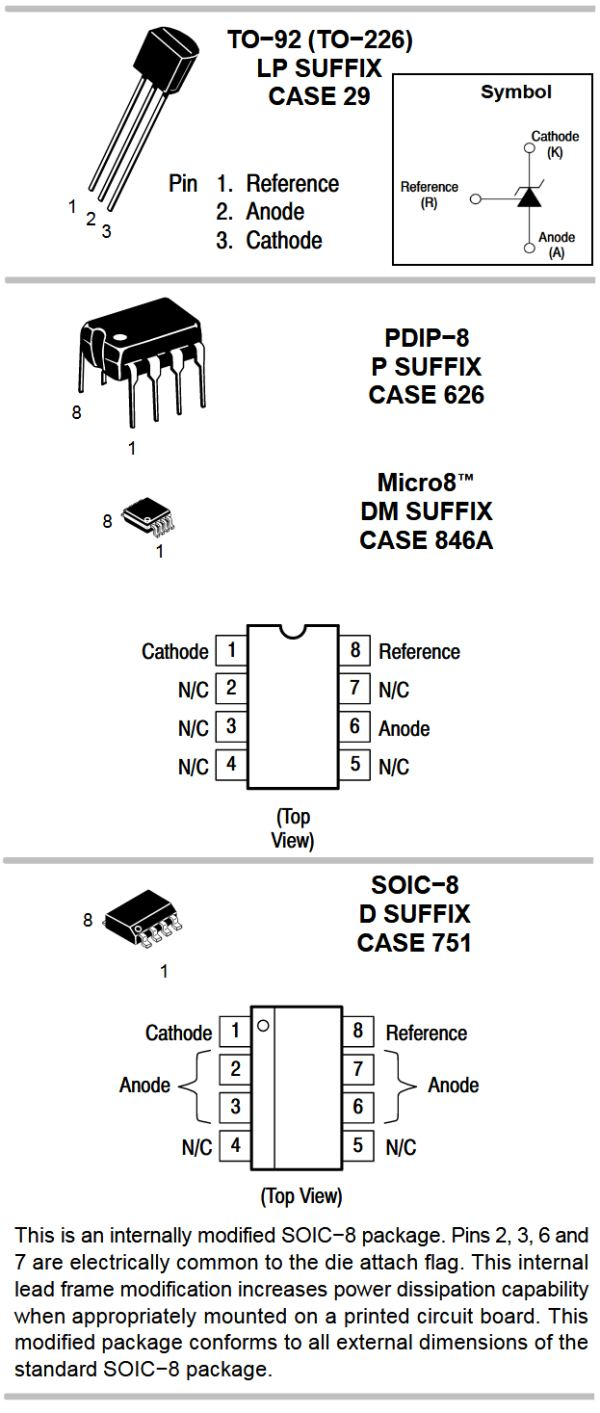 TO−92 (TO−226)
LP SUFFIX
CASE 29
Pin 1. Reference
2. Anode
3. Cathode
1
2
3
Symbol
Cathode
(K)
Reference
(R)
Anode
(A)
PDIP−8
P SUFFIX
CASE 626
8
1
Micro8™
DM SUFFIX
CASE 846A
8
1
Cathode 1 8 Reference
N/C 2 7 N/C
N/C 3 6 Anode
N/C 4 5 N/C
(Top
View)
SOIC−8
D SUFFIX
CASE 751
8
1
Cathode 1 8 Reference
2 7
Anode Anode
3 6
N/C 4 5 N/C
(Top View)
This is an internally modified SOIC−8 package. Pins 2, 3, 6 and
7 are electrically common to the die attach flag. This internal
lead frame modification increases power dissipation capability
when appropriately mounted on a printed circuit board. This
modified package conforms to all external dimensions of the
standard SOIC−8 package.